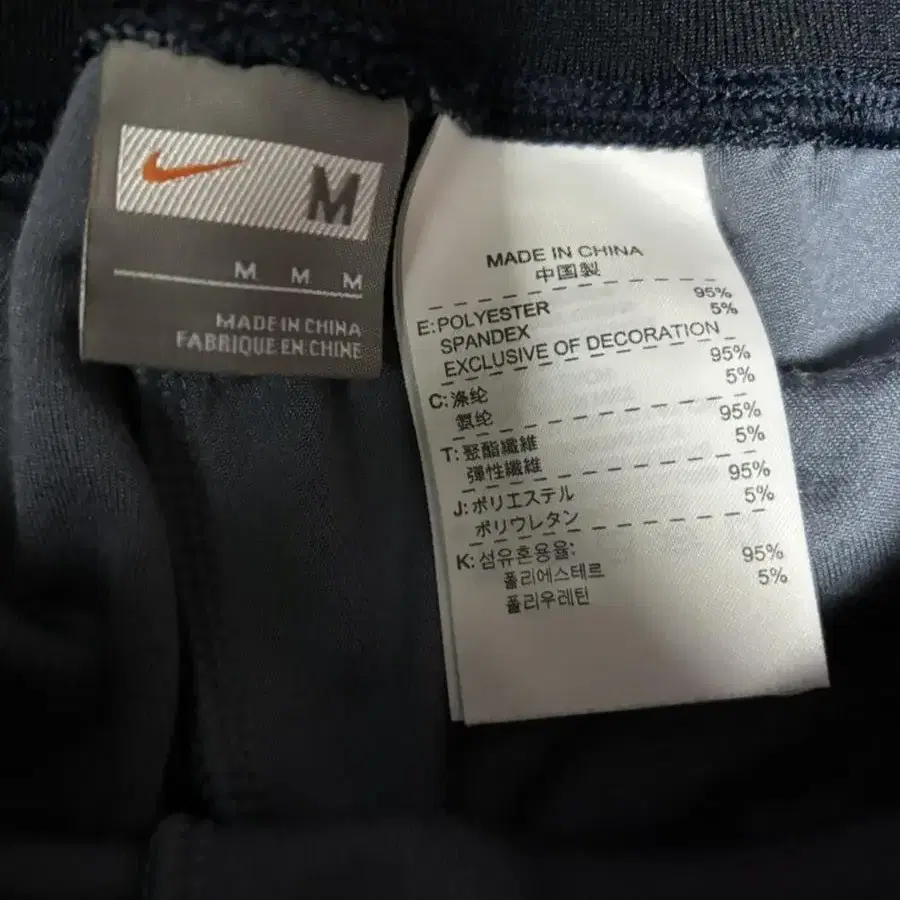 M
M M M
MADE IN CHINA
FABRIQUE EN CHINE
MADE IN CHINA
中国製
E:POLYESTER 95%
SPANDEX 5%
EXCLUSIVE OF DECORATION
C:涤纶 95%
氨纶 5%
T:聚酯纖維 95%
彈性纖維 5%
J:ポリエステル 95%
ポリウレタン 5%
K:섬유혼용율:
폴리에스테르 95%
폴리우레틴 5%